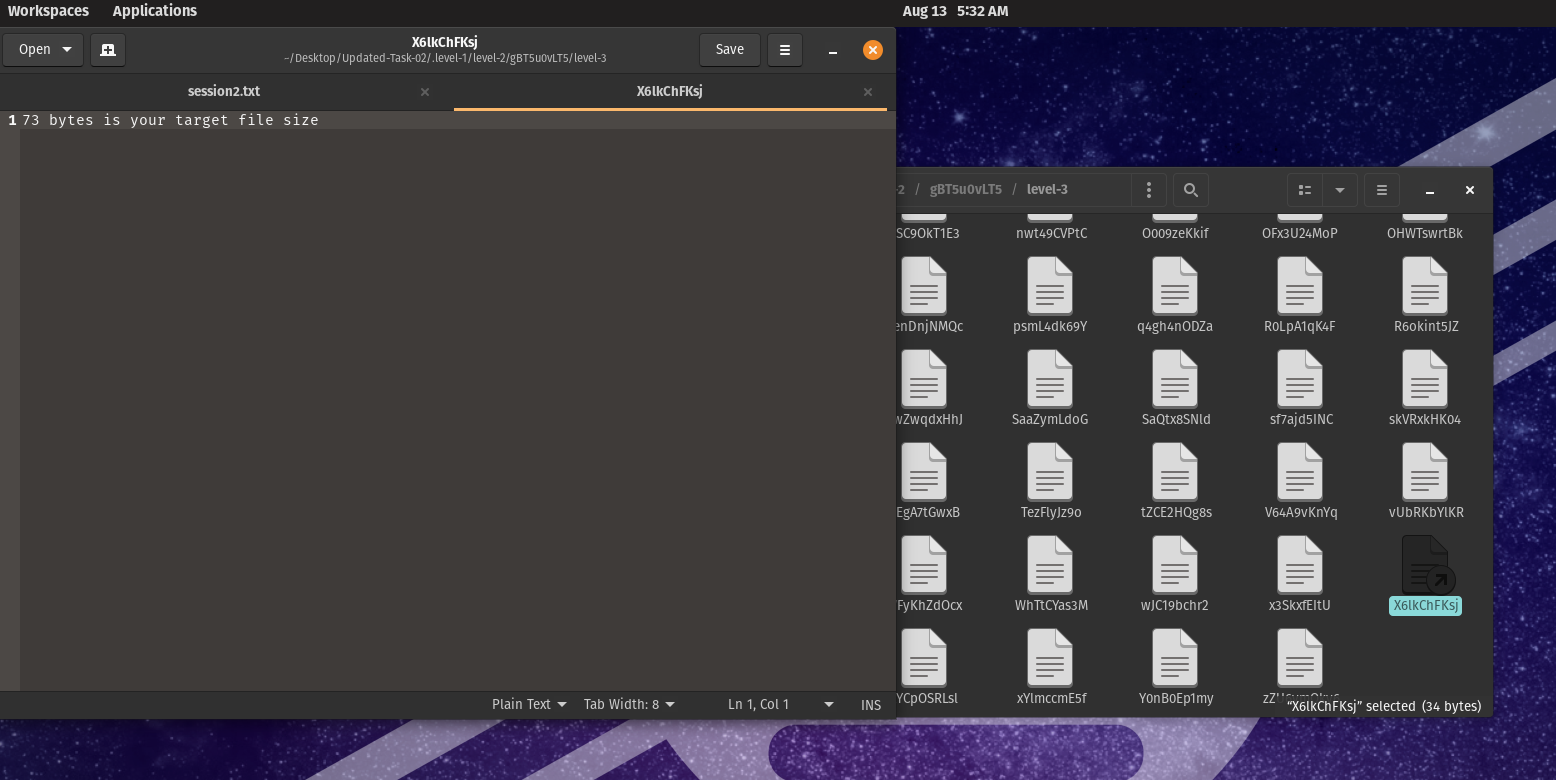 Workspaces Applications Aug 13 5:32 AM
Open X6lkChFKsj Save
~/Desktop/Updated-Task-02/.level-1/level-2/gBT5u0vLT5/level-3
session2.txt X6lkChFKsj
1 73 bytes is your target file size
Plain Text Tab Width: 8 Ln 1, Col 1 INS
-2 / gBT5u0vLT5 / level-3
SC9OkT1E3 nwt49CVPtC O009zeKkif OFx3U24MoP OHWTswrtBk
enDnjNMQc psmL4dk69Y q4gh4nODZa R0LpA1qK4F R6okint5JZ
wZwqdxHhJ SaaZymLdoG SaQtx8SNld sf7ajd5INC skVRxkHK04
EgA7tGwxB TezFlyJz9o tZCE2HQg8s V64A9vKnYq vUbRKbYlKR
FyKhZdOcx WhTtCYas3M wJC19bchr2 x3SkxfEItU X6lkChFKsj
YCpOSRLsl xYlmccmE5f Y0nB0Ep1my
“X6lkChFKsj” selected (34 bytes)